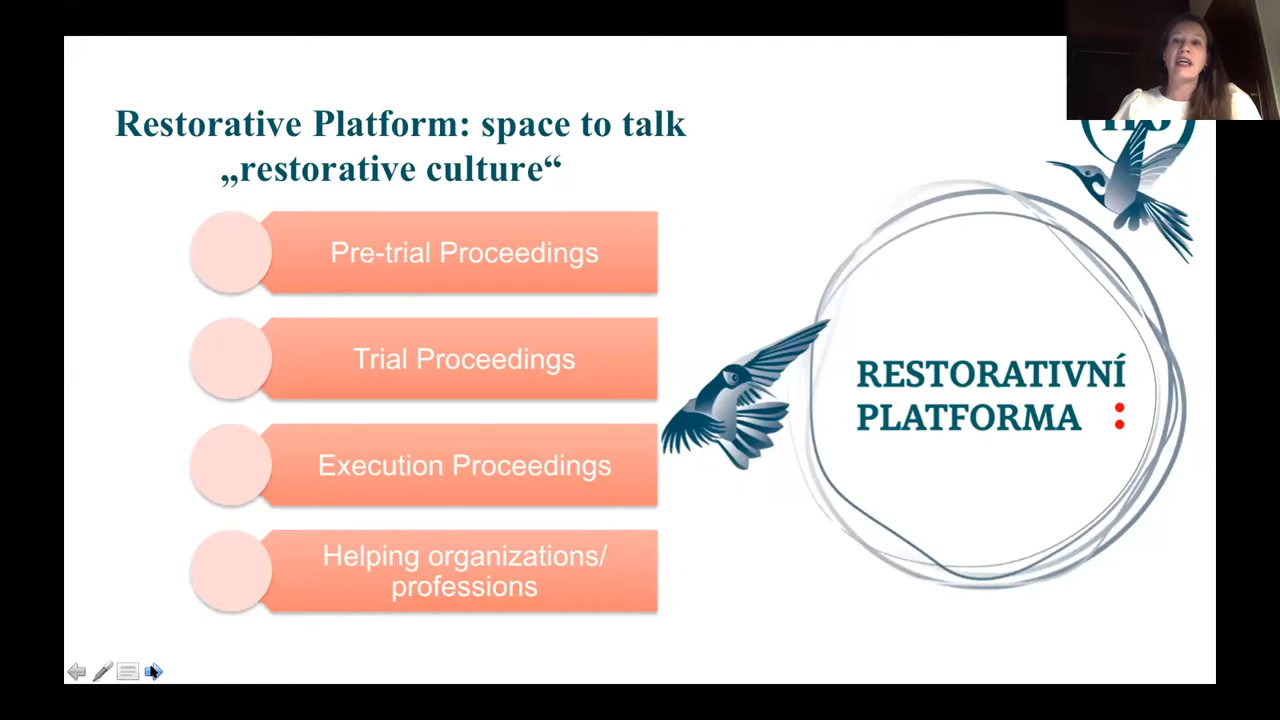 Restorative Platform: space to talk
„restorative culture“
Pre-trial Proceedings
Trial Proceedings
Execution Proceedings
Helping organizations/
professions
RESTORATIVNÍ
PLATFORMA :